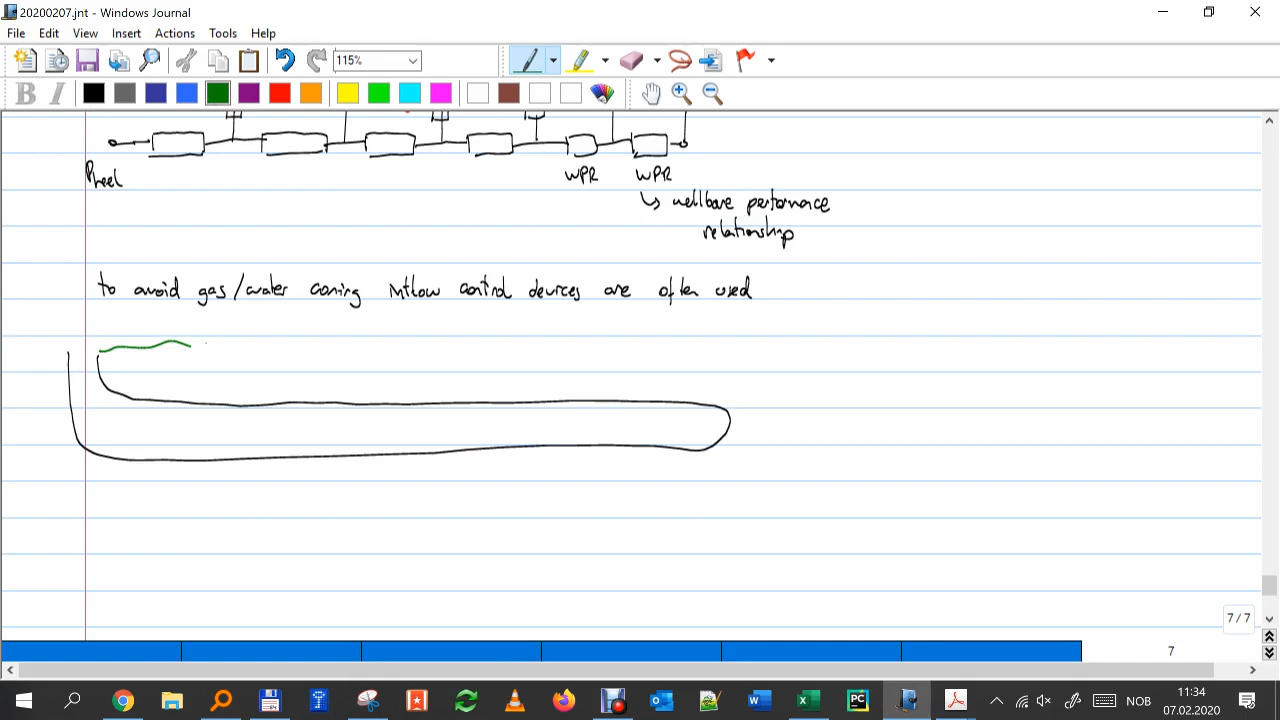 20200207.jnt - Windows Journal
File Edit View Insert Actions Tools Help
115%
B I
Pheel WPR WPR
↳ wellbore performance
relationship
to avoid gas/water coning inflow control devices are often used
7 / 7
7
NOB
11:34
07.02.2020